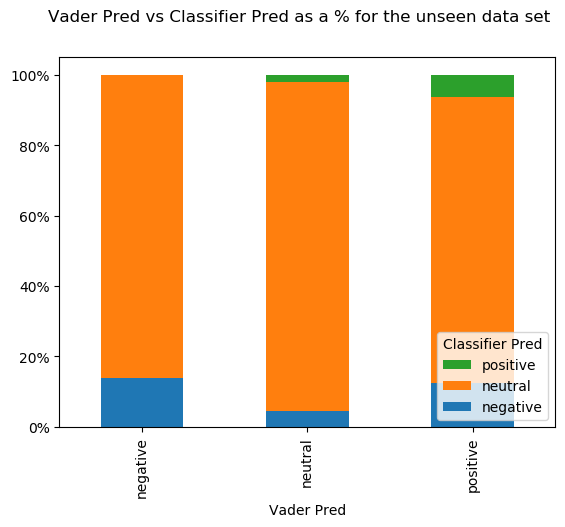 Vader Pred vs Classifier Pred as a % for the unseen data set
100%
80%
60%
40%
20%
0%
Classifier Pred
positive
neutral
negative
negative
neutral
positive
Vader Pred